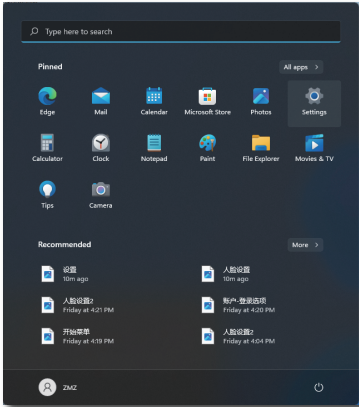 Type here to search
Pinned
All apps >
Edge
Mail
Calendar
Microsoft Store
Photos
Settings
Calculator
Clock
Notepad
Paint
File Explorer
Movies & TV
Tips
Camera
Recommended
More >
设置
10m ago
人脸设置
10m ago
人脸设置2
Friday at 4:21 PM
账户-登录选项
Friday at 4:20 PM
开始菜单
Friday at 4:19 PM
人脸设置2
Friday at 4:04 PM
ZMZ